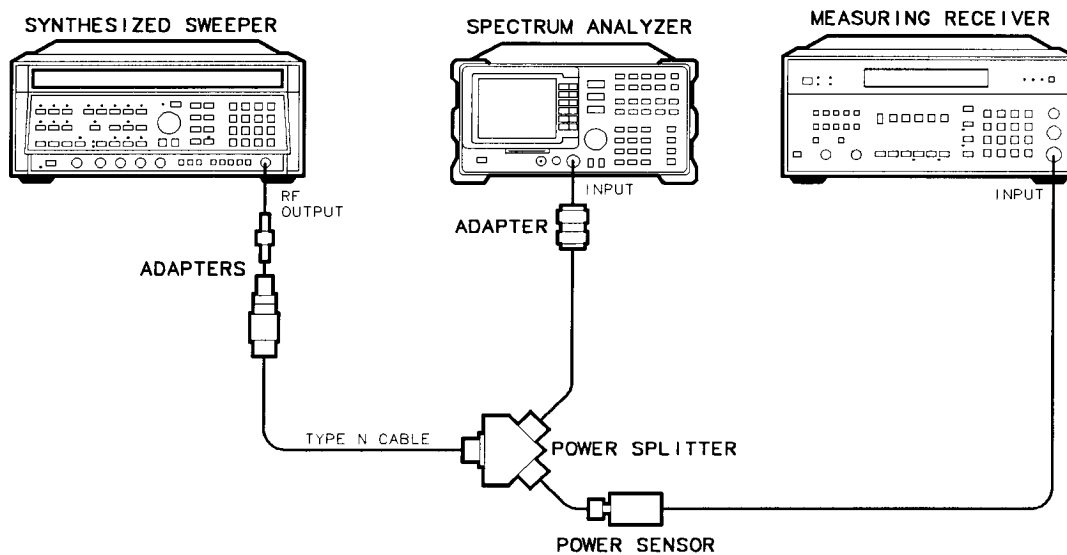 SYNTHESIZED SWEEPER
SPECTRUM ANALYZER
MEASURING RECEIVER
RF
OUTPUT
INPUT
INPUT
ADAPTER
ADAPTERS
TYPE N CABLE
POWER SPLITTER
POWER SENSOR